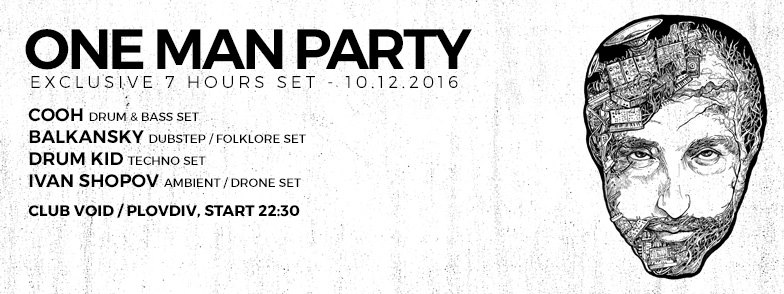 ONE MAN PARTY
EXCLUSIVE 7 HOURS SET - 10.12.2016
COOH DRUM & BASS SET
BALKANSKY DUBSTEP / FOLKLORE SET
DRUM KID TECHNO SET
IVAN SHOPOV AMBIENT / DRONE SET
CLUB VOID / PLOVDIV, START 22:30